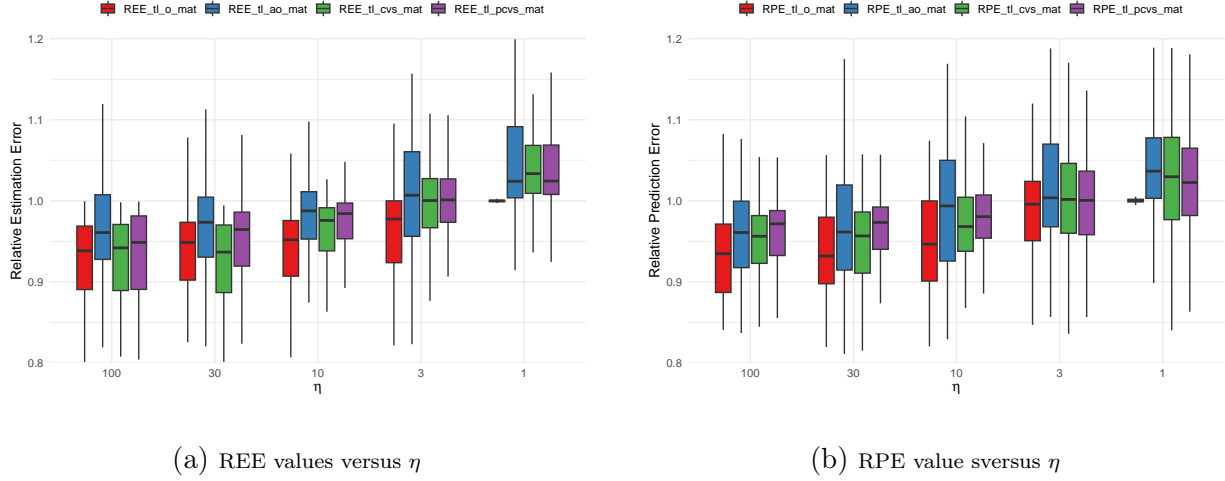 REE_tl_o_mat REE_tl_ao_mat REE_tl_cvs_mat REE_tl_pcvs_mat
1.2
1.1
1.0
0.9
0.8
Relative Estimation Error
100 30 10 3 1
η
(a) REE values versus η
RPE_tl_o_mat RPE_tl_ao_mat RPE_tl_cvs_mat RPE_tl_pcvs_mat
1.2
1.1
1.0
0.9
0.8
Relative Prediction Error
100 30 10 3 1
η
(b) RPE value sversus η